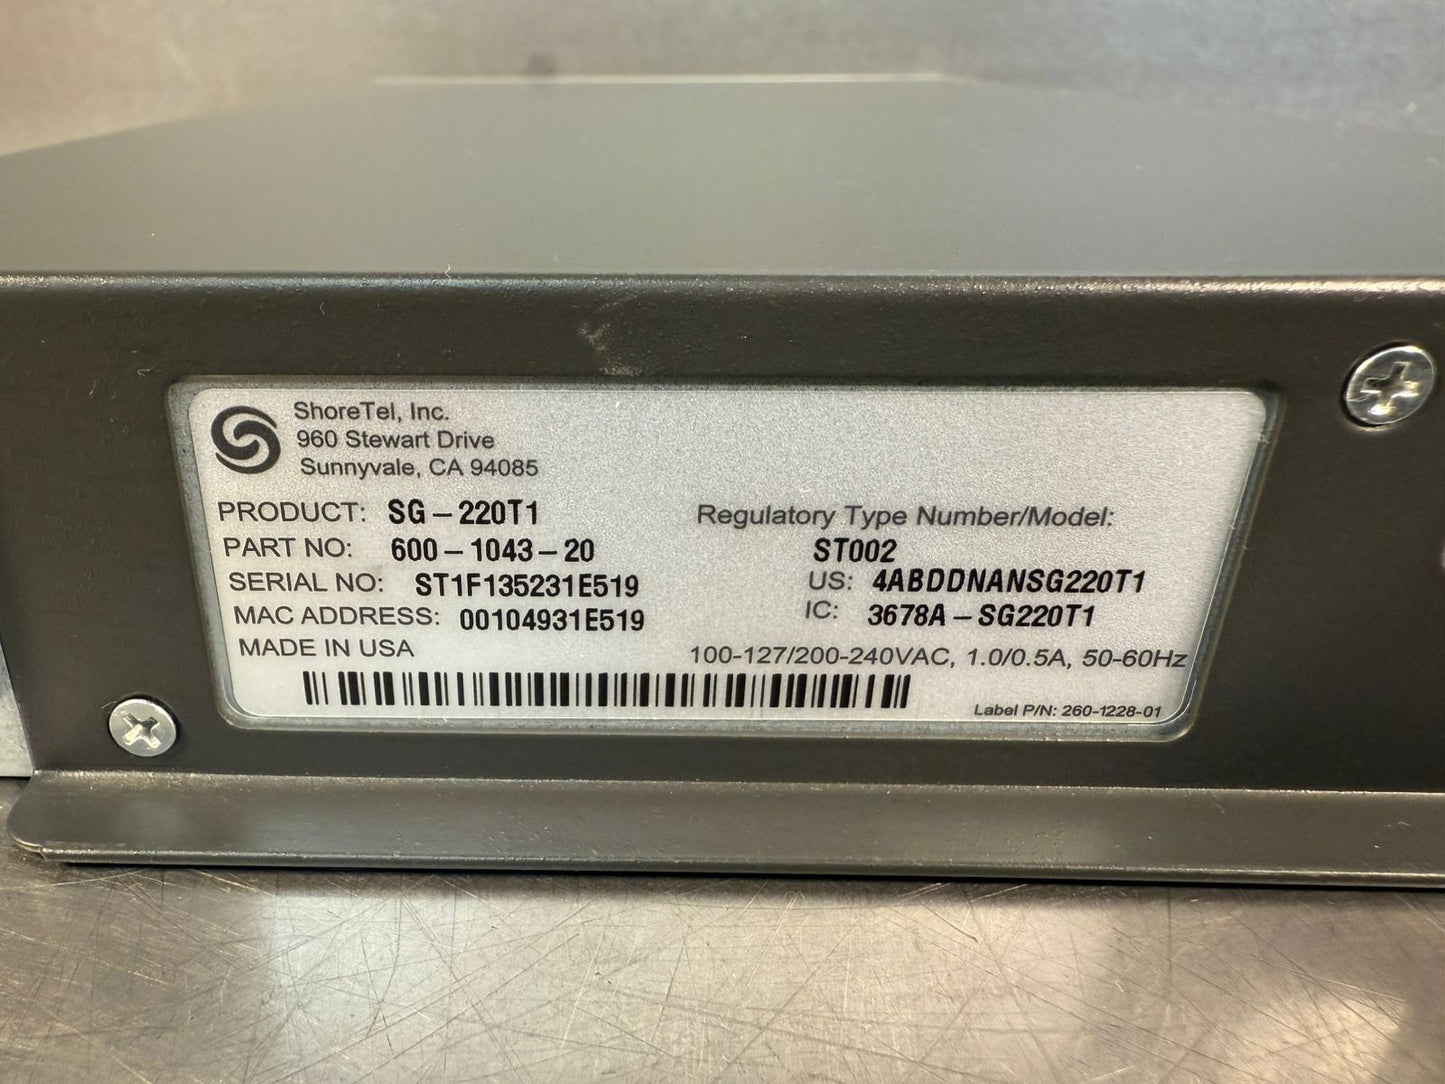 ShoreTel, Inc.
960 Stewart Drive
Sunnyvale, CA 94085
PRODUCT: SG-220T1
PART NO: 600-1043-20
SERIAL NO: ST1F135231E519
MAC ADDRESS: 00104931E519
MADE IN USA
Regulatory Type Number/Model:
ST002
US: 4ABDDNANSG220T1
IC: 3678A-SG220T1
100-127/200-240VAC, 1.0/0.5A, 50-60Hz
Label P/N: 260-1228-01